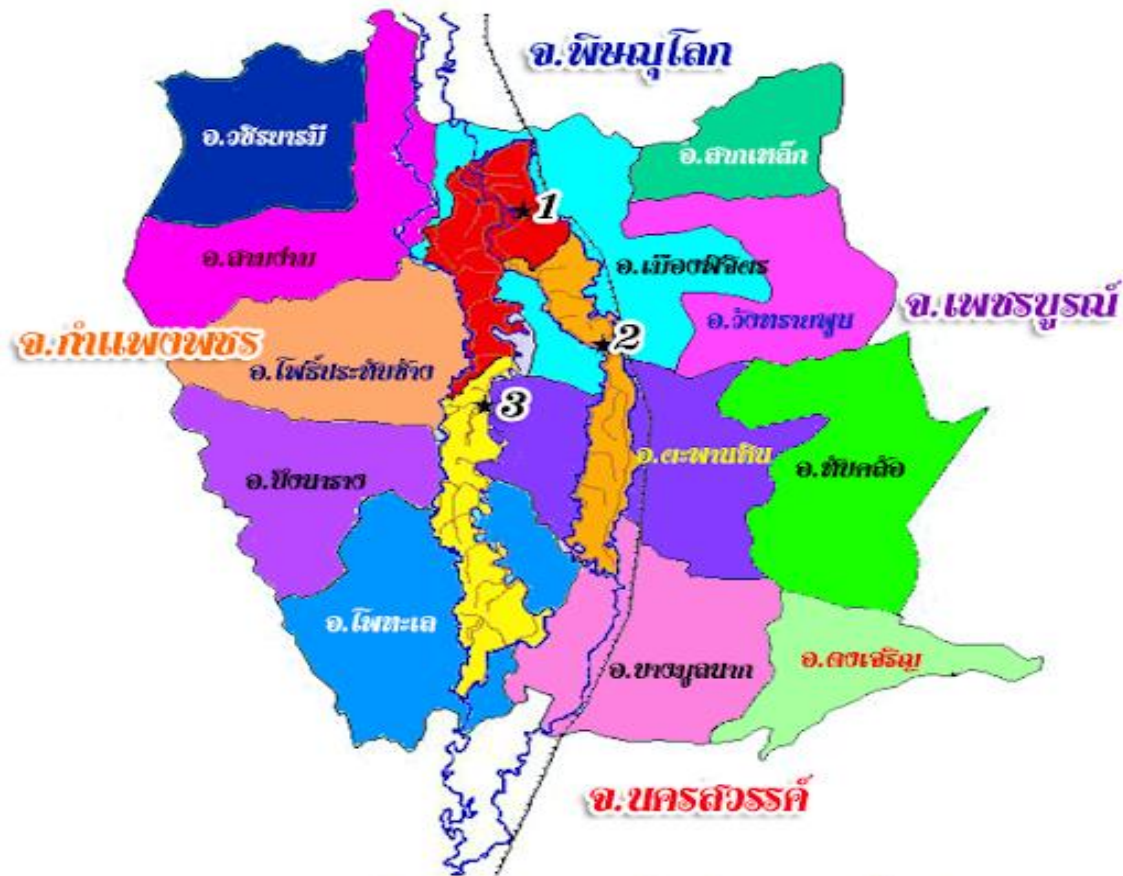 จ.พิษณุโลก
อ.วชิรบารมี
อ.สากเหล็ก
1
อ.สามง่าม
อ.เมืองพิจิตร
จ.เพชรบูรณ์
อ.วังทรายพูน
จ.กำแพงพชร
2
อ.โพธิ์ประทับช้าง
3
อ.ตะพานหิน
อ.ทับคล้อ
อ.บึงนาราง
อ.โพทะเล
อ.ดงเจริญ
อ.บางมูลนาก
จ.นครสวรรค์